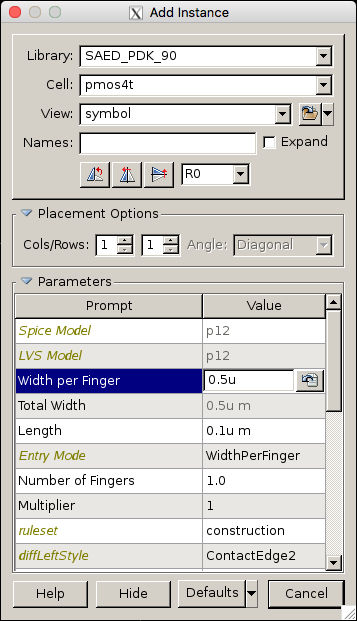 Add Instance
Library: SAED_PDK_90
Cell: pmos4t
View: symbol
Names: Expand
R0
Placement Options
Cols/Rows: 1 1 Angle: Diagonal
Parameters
Prompt Value
Spice Model p12
LVS Model p12
Width per Finger 0.5u
Total Width 0.5u m
Length 0.1u m
Entry Mode WidthPerFinger
Number of Fingers 1.0
Multiplier 1
ruleset construction
diffLeftStyle ContactEdge2
Help Hide Defaults Cancel